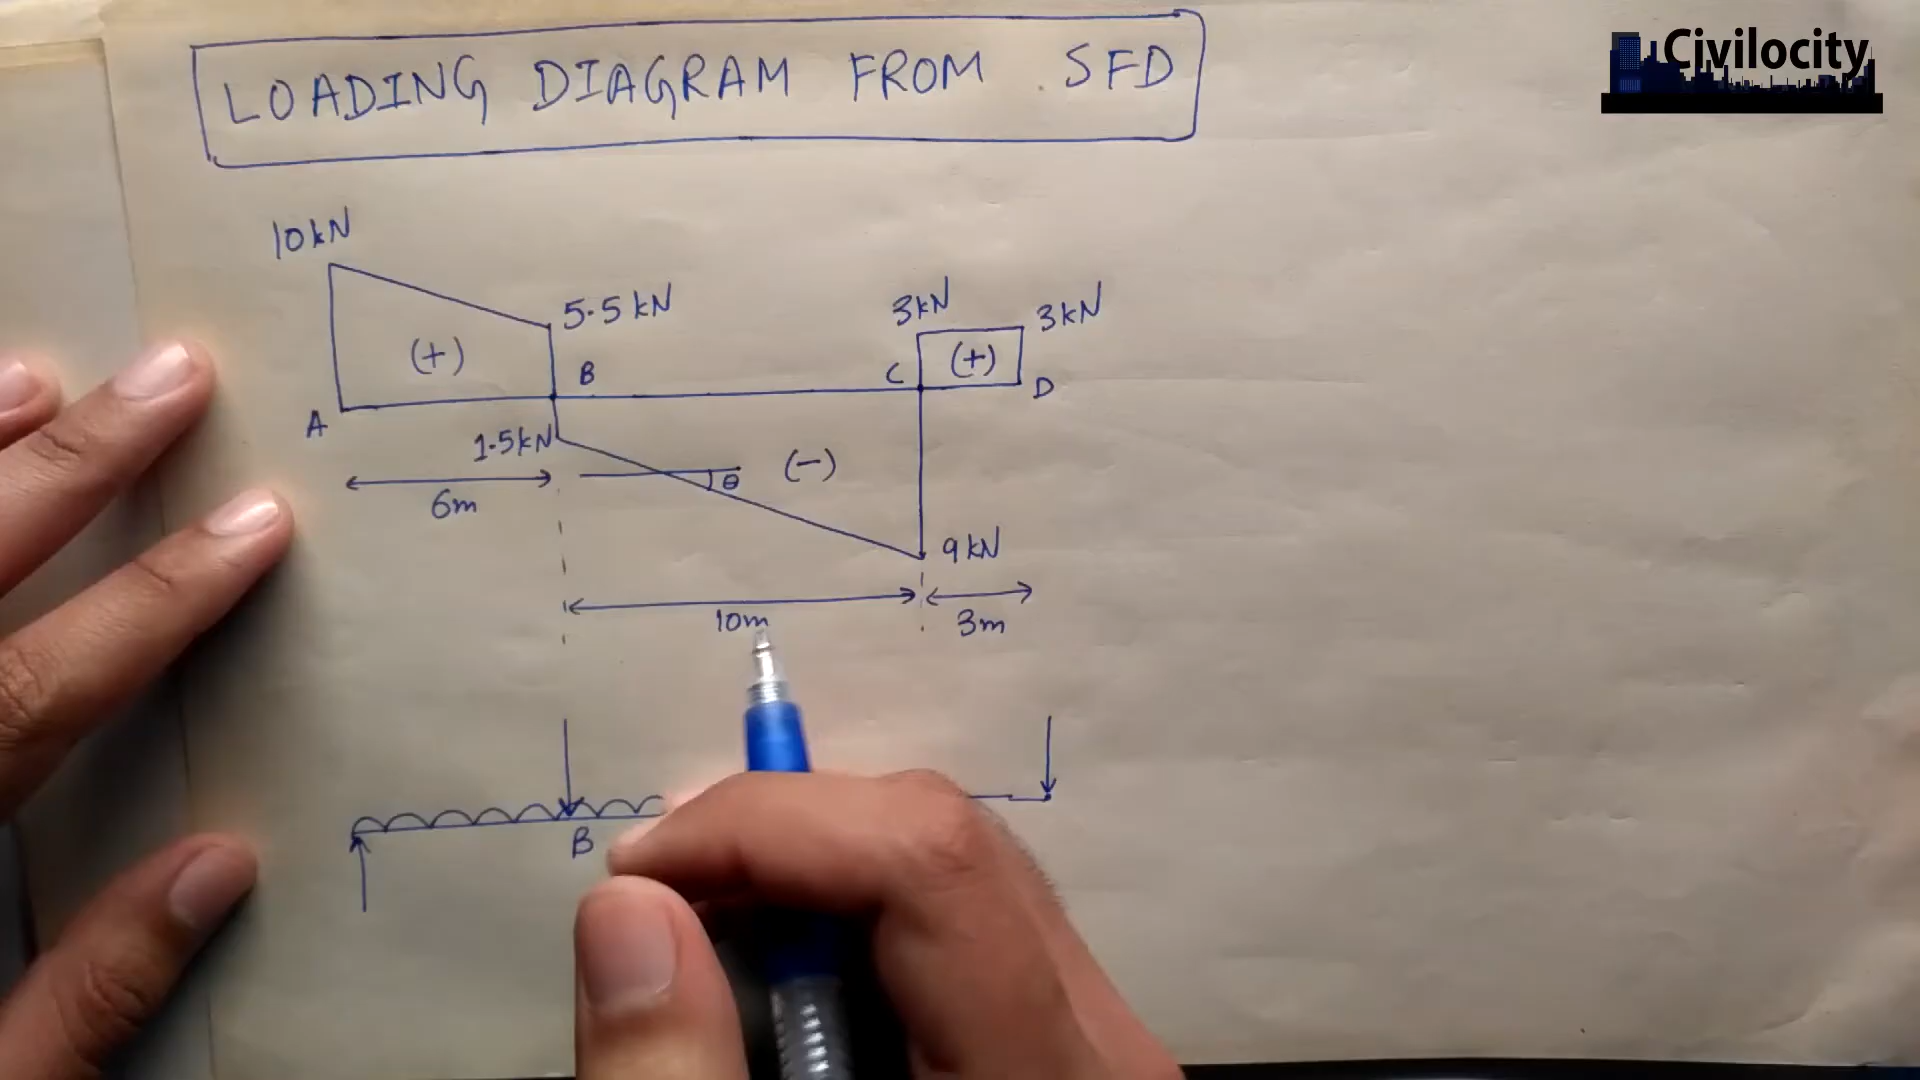 Civilocity
LOADING DIAGRAM FROM SFD
10kN
5.5 kN
3kN
3kN
(+)
(+)
B
C
D
A
1.5kN
θ
(-)
6m
9kN
10m
3m
B